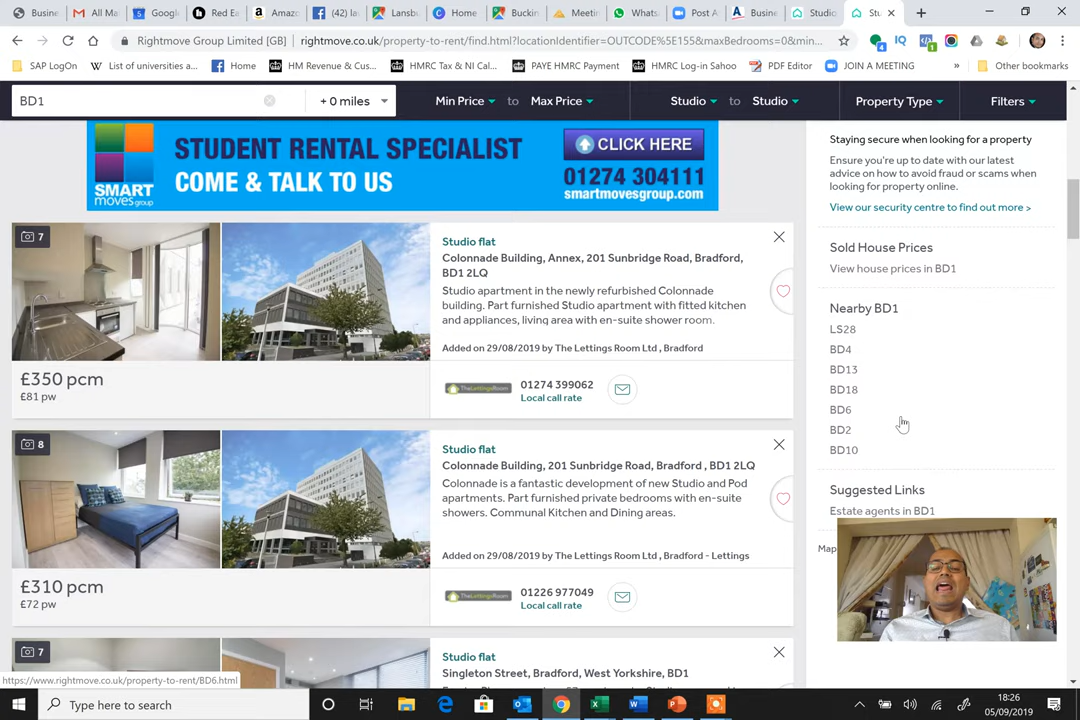 Busine
All Ma
Google
Red Ea
Amazo
(42) la
Lansbu
Home
Buckin
Meetin
Whats
Post A
Busine
Studio
Stu
Rightmove Group Limited [GB]
rightmove.co.uk/property-to-rent/find.html?locationIdentifier=OUTCODE%5E155&maxBedrooms=0&min...
SAP LogOn
List of universities a...
Home
HM Revenue & Cus...
HMRC Tax & NI Cal...
PAYE HMRC Payment
HMRC Log-in Sahoo
PDF Editor
JOIN A MEETING
»
Other bookmarks
BD1
+ 0 miles
Min Price to Max Price
Studio to Studio
Property Type
Filters
SMART
movesgroup
STUDENT RENTAL SPECIALIST
COME & TALK TO US
CLICK HERE
01274 304111
smartmovesgroup.com
7
Studio flat
Colonnade Building, Annex, 201 Sunbridge Road, Bradford,
BD1 2LQ
Studio apartment in the newly refurbished Colonnade
building. Part furnished Studio apartment with fitted kitchen
and appliances, living area with en-suite shower room.
Added on 29/08/2019 by The Lettings Room Ltd , Bradford
£350 pcm
£81 pw
TheLettingsRoom
01274 399062
Local call rate
8
Studio flat
Colonnade Building, 201 Sunbridge Road, Bradford , BD1 2LQ
Colonnade is a fantastic development of new Studio and Pod
apartments. Part furnished private bedrooms with en-suite
showers. Communal Kitchen and Dining areas.
Added on 29/08/2019 by The Lettings Room Ltd , Bradford - Lettings
£310 pcm
£72 pw
TheLettingsRoom
01226 977049
Local call rate
7
Studio flat
Singleton Street, Bradford, West Yorkshire, BD1
Staying secure when looking for a property
Ensure you're up to date with our latest
advice on how to avoid fraud or scams when
looking for property online.
View our security centre to find out more >
Sold House Prices
View house prices in BD1
Nearby BD1
LS28
BD4
BD13
BD18
BD6
BD2
BD10
Suggested Links
Estate agents in BD1
Map
https://www.rightmove.co.uk/property-to-rent/BD6.html
Type here to search
18:26
05/09/2019